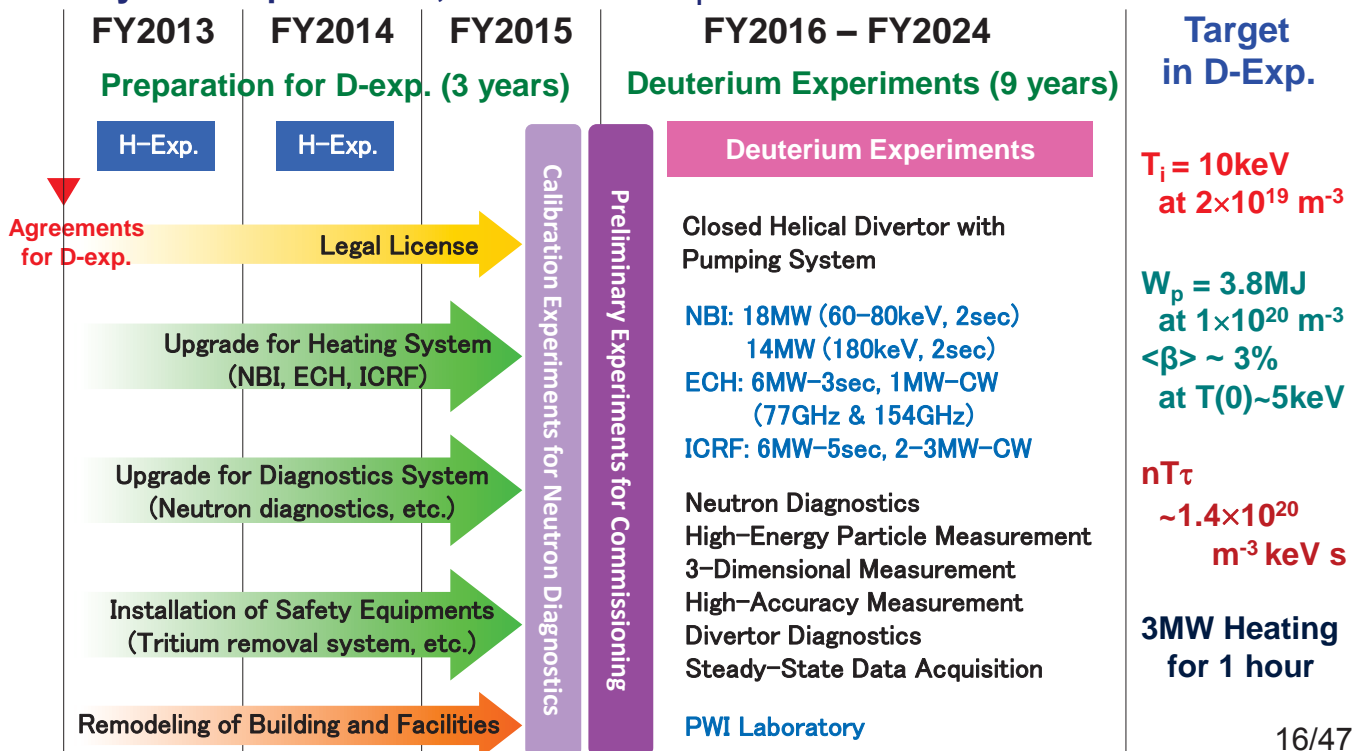 FY2013
FY2014
FY2015
FY2016 – FY2024
Target
in D-Exp.
Preparation for D-exp. (3 years)
Deuterium Experiments (9 years)
H-Exp.
H-Exp.
Deuterium Experiments
Agreements
for D-exp.
Legal License
Upgrade for Heating System
(NBI, ECH, ICRF)
Upgrade for Diagnostics System
(Neutron diagnostics, etc.)
Installation of Safety Equipments
(Tritium removal system, etc.)
Remodeling of Building and Facilities
Calibration Experiments for Neutron Diagnostics
Preliminary Experiments for Commissioning
Closed Helical Divertor with
Pumping System
NBI: 18MW (60-80keV, 2sec)
14MW (180keV, 2sec)
ECH: 6MW-3sec, 1MW-CW
(77GHz & 154GHz)
ICRF: 6MW-5sec, 2-3MW-CW
Neutron Diagnostics
High-Energy Particle Measurement
3-Dimensional Measurement
High-Accuracy Measurement
Divertor Diagnostics
Steady-State Data Acquisition
PWI Laboratory
Tᵢ = 10keV
at 2×10¹⁹ m⁻³
Wₚ = 3.8MJ
at 1×10²⁰ m⁻³
<β> ~ 3%
at T(0)~5keV
nTτ
~1.4×10²⁰
m⁻³ keV s
3MW Heating
for 1 hour
16/47